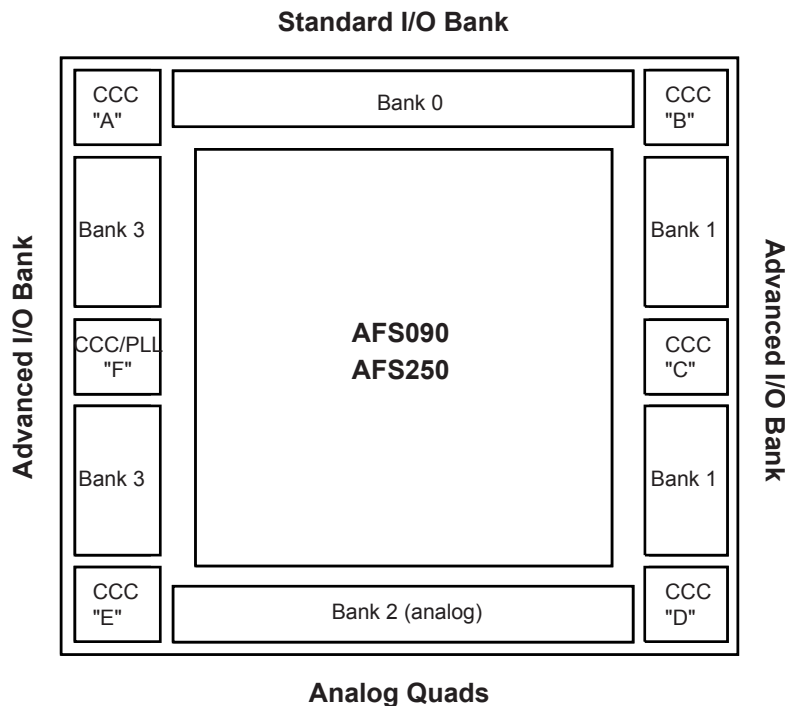 Standard I/O Bank
CCC
"A"
Bank 0
CCC
"B"
Bank 3
Bank 1
Advanced I/O Bank
CCC/PLL
"F"
AFS090
AFS250
CCC
"C"
Advanced I/O Bank
Bank 3
Bank 1
CCC
"E"
Bank 2 (analog)
CCC
"D"
Analog Quads